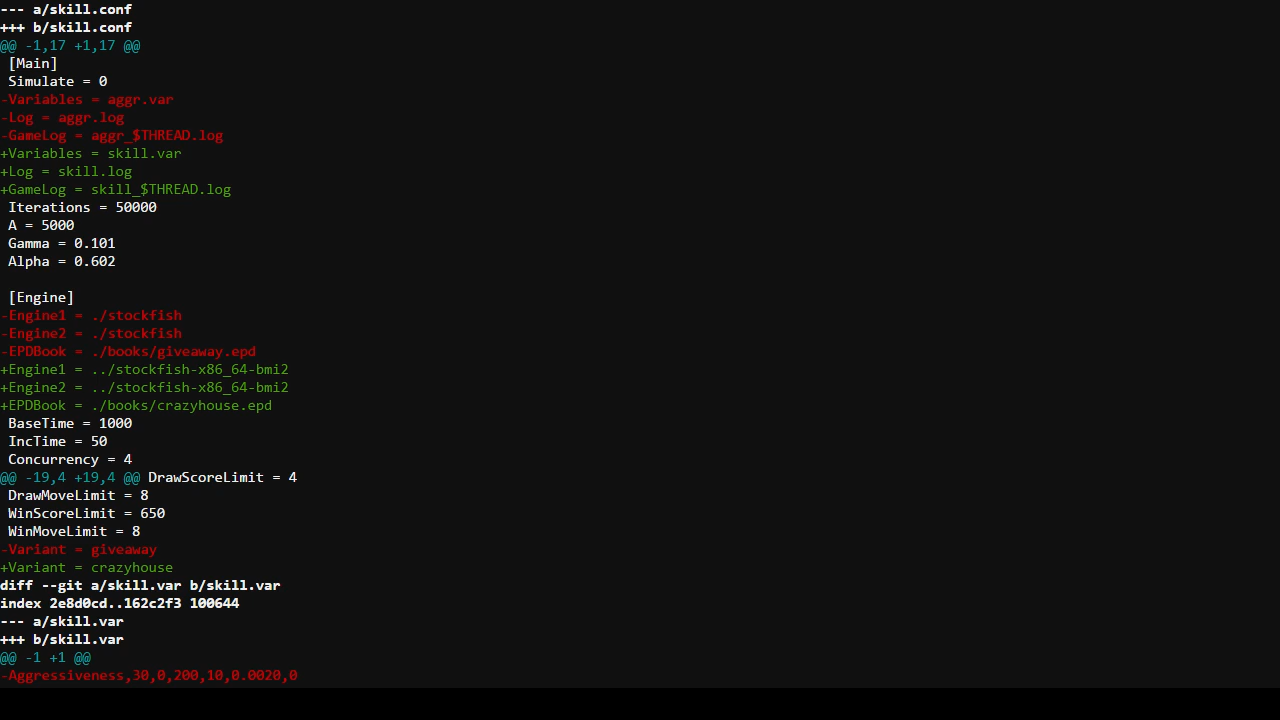 --- a/skill.conf
+++ b/skill.conf
@@ -1,17 +1,17 @@
 [Main]
 Simulate = 0
-Variables = aggr.var
-Log = aggr.log
-GameLog = aggr_$THREAD.log
+Variables = skill.var
+Log = skill.log
+GameLog = skill_$THREAD.log
 Iterations = 50000
 A = 5000
 Gamma = 0.101
 Alpha = 0.602

 [Engine]
-Engine1 = ./stockfish
-Engine2 = ./stockfish
-EPDBook = ./books/giveaway.epd
+Engine1 = ../stockfish-x86_64-bmi2
+Engine2 = ../stockfish-x86_64-bmi2
+EPDBook = ./books/crazyhouse.epd
 BaseTime = 1000
 IncTime = 50
 Concurrency = 4
@@ -19,4 +19,4 @@ DrawScoreLimit = 4
 DrawMoveLimit = 8
 WinScoreLimit = 650
 WinMoveLimit = 8
-Variant = giveaway
+Variant = crazyhouse
diff --git a/skill.var b/skill.var
index 2e8d0cd..162c2f3 100644
--- a/skill.var
+++ b/skill.var
@@ -1 +1 @@
-Aggressiveness,30,0,200,10,0.0020,0